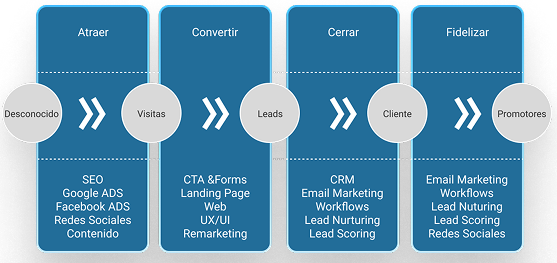 Atraer
Convertir
Cerrar
Fidelizar
Desconocido
Visitas
Leads
Cliente
Promotores
SEO
Google ADS
Facebook ADS
Redes Sociales
Contenido
CTA &Forms
Landing Page
Web
UX/UI
Remarketing
CRM
Email Marketing
Workflows
Lead Nurturing
Lead Scoring
Email Marketing
Workflows
Lead Nuturing
Lead Scoring
Redes Sociales